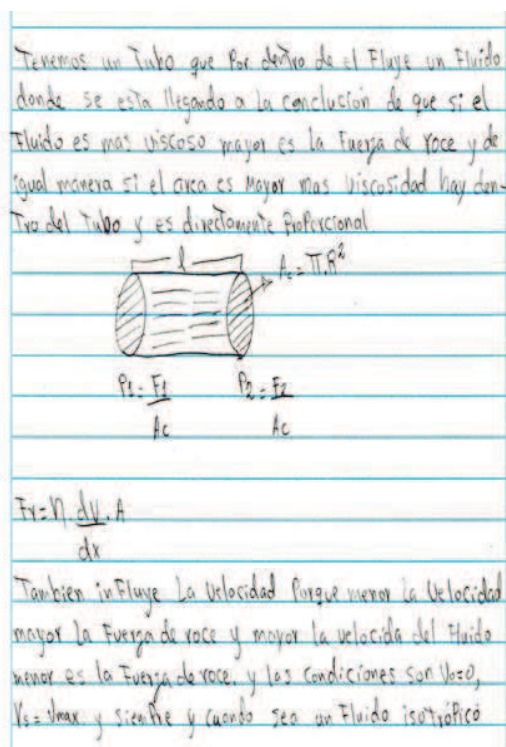 Tenemos un Tubo que Por dentro de el Fluye un Fluido
donde se esta llegando a La conclusion de que si el
Fluido es mas viscoso mayor es la Fuerza de roce y de
igual manera si el area es Mayor mas viscosidad hay den-
Tro del Tubo y es directamente Proporcional
l
Ac = π.R²
P1 = F1/Ac P2 = F2/Ac
Fr = η. dv/dx . A
Tambien inFluye La velocidad Porque menor La velocidad
mayor La Fuerza de roce y mayor la velocida del Fluido
menor es la Fuerza de roce. y las condiciones son Vo=0,
Vs = Vmax y siemPre y cuando sea un Fluido isotrópico